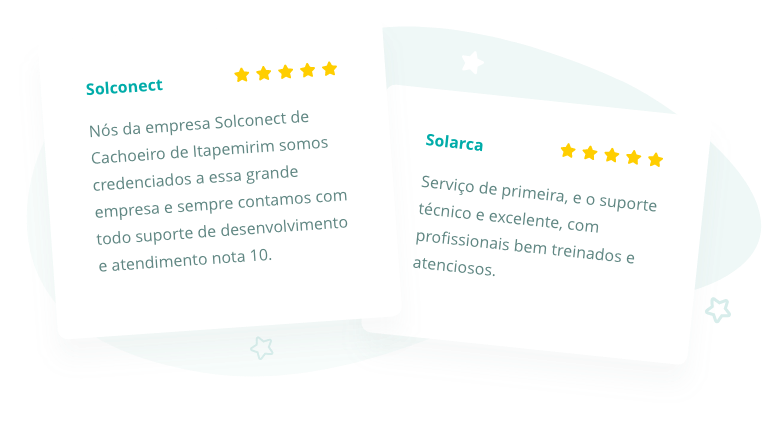 Solconect
Nós da empresa Solconect de
Cachoeiro de Itapemirim somos
credenciados a essa grande
empresa e sempre contamos com
todo suporte de desenvolvimento
e atendimento nota 10.
Solarca
Serviço de primeira, e o suporte
técnico e excelente, com
profissionais bem treinados e
atenciosos.